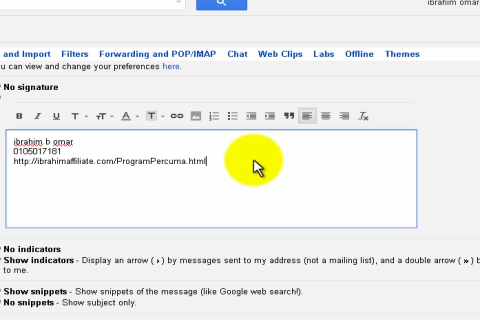 ibrahim omar
and Import Filters Forwarding and POP/IMAP Chat Web Clips Labs Offline Themes
u can view and change your preferences here.
No signature
B I U T TT A T Tx
ibrahim b omar
0105017181
http://ibrahimaffiliate.com/ProgramPercuma.html
No indicators
Show indicators - Display an arrow ( › ) by messages sent to my address (not a mailing list), and a double arrow ( » ) b
to me.
Show snippets - Show snippets of the message (like Google web search!).
No snippets - Show subject only.